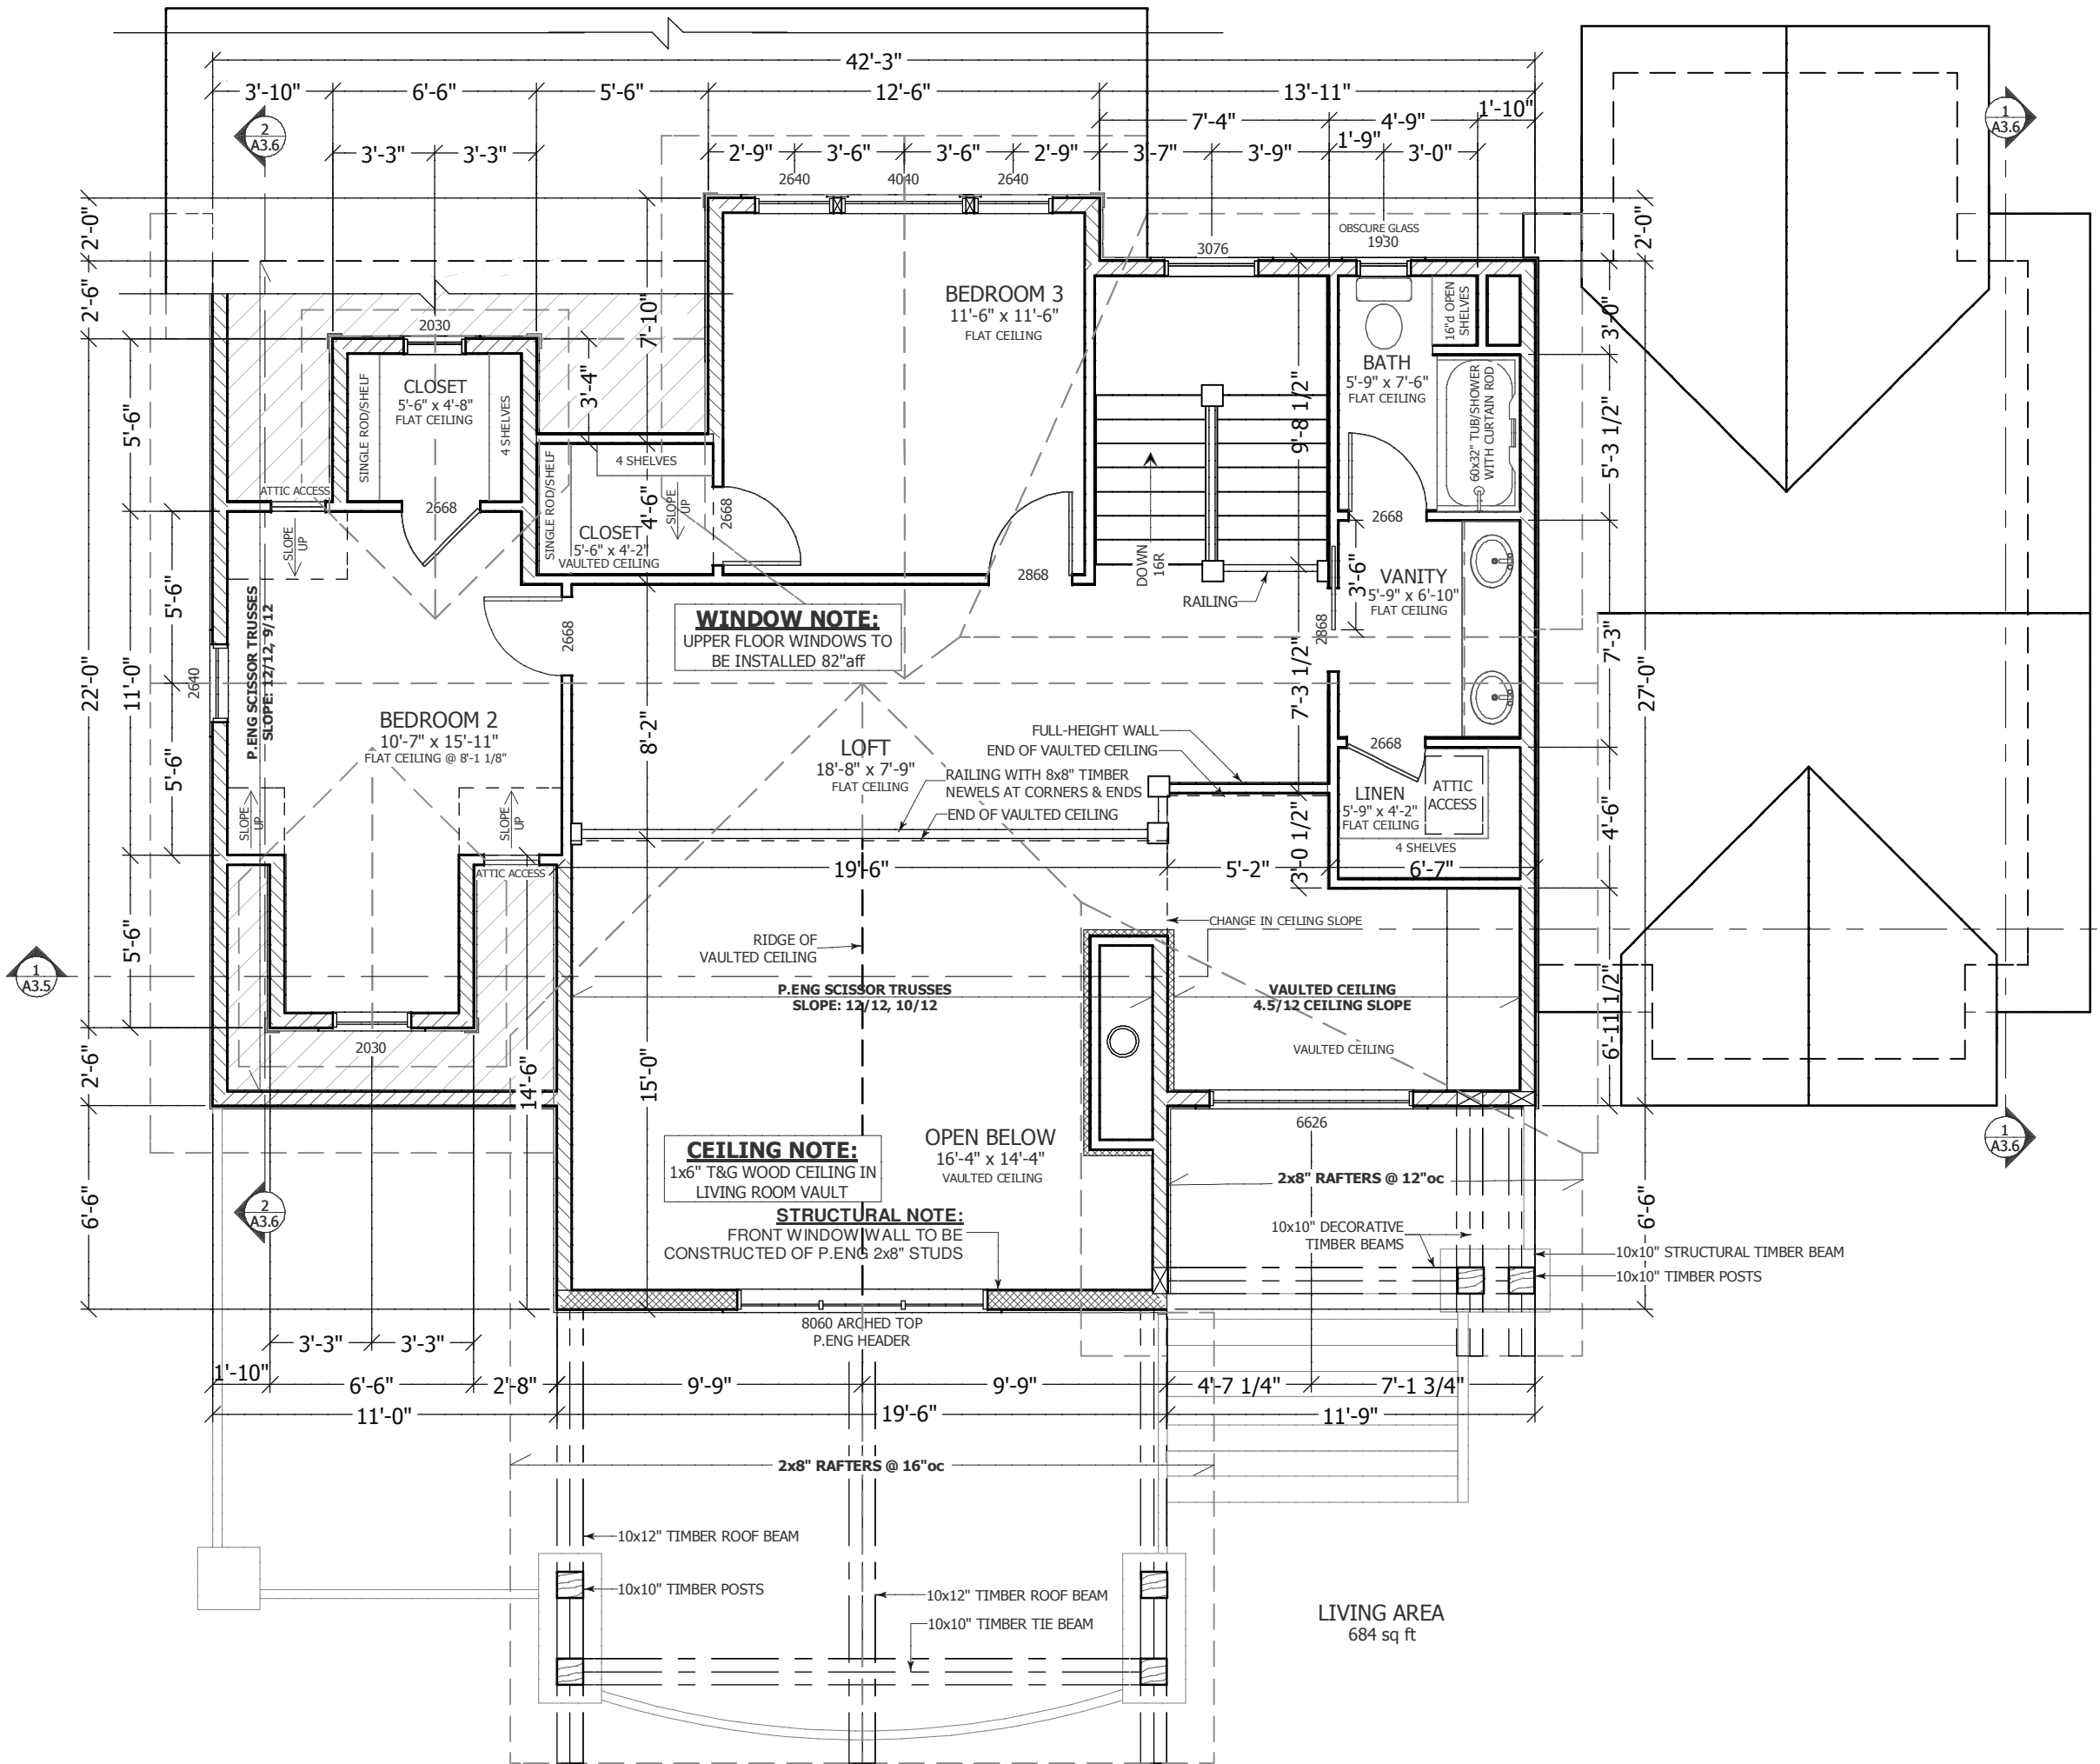 42'-3"
3'-10"
6'-6"
5'-6"
12'-6"
13'-11"
7'-4"
4'-9"
1'-10"
2
A3.6
1
A3.6
3'-3"
3'-3"
2'-9"
3'-6"
3'-6"
2'-9"
3'-7"
3'-9"
1'-9"
3'-0"
2640
4040
2640
3076
OBSCURE GLASS
1930
2'-0"
2'-6"
2'-0"
BEDROOM 3
11'-6" x 11'-6"
FLAT CEILING
7'-10"
2030
CLOSET
5'-6" x 4'-8"
FLAT CEILING
SINGLE ROD/SHELF
4 SHELVES
3'-4"
5'-6"
9'-8 1/2"
BATH
5'-9" x 7'-6"
FLAT CEILING
16"d OPEN
SHELVES
60x32" TUB/SHOWER
WITH CURTAIN ROD
3'-0"
5'-3 1/2"
ATTIC ACCESS
2668
SLOPE
UP
4 SHELVES
SINGLE ROD/SHELF
4'-6"
SLOPE
UP
2668
CLOSET
5'-6" x 4'-2"
VAULTED CEILING
2868
DOWN
16R
RAILING
2668
3'-6"
2868
VANITY
5'-9" x 6'-10"
FLAT CEILING
7'-3"
27'-0"
P.ENG SCISSOR TRUSSES
SLOPE: 12/12, 9/12
5'-6"
5'-6"
11'-0"
22'-0"
2640
2668
WINDOW NOTE:
UPPER FLOOR WINDOWS TO
BE INSTALLED 82"aff
BEDROOM 2
10'-7" x 15'-11"
FLAT CEILING @ 8'-1 1/8"
SLOPE
UP
SLOPE
UP
8'-2"
LOFT
18'-8" x 7'-9"
FLAT CEILING
7'-3 1/2"
FULL-HEIGHT WALL
END OF VAULTED CEILING
RAILING WITH 8x8" TIMBER
NEWELS AT CORNERS & ENDS
END OF VAULTED CEILING
2668
LINEN
5'-9" x 4'-2"
FLAT CEILING
ATTIC
ACCESS
4 SHELVES
4'-6"
ATTIC ACCESS
19'-6"
5'-2"
3'-0 1/2"
6'-7"
CHANGE IN CEILING SLOPE
RIDGE OF
VAULTED CEILING
5'-6"
1
A3.5
P.ENG SCISSOR TRUSSES
SLOPE: 12/12, 10/12
VAULTED CEILING
4.5/12 CEILING SLOPE
VAULTED CEILING
6'-11 1/2"
2030
2'-6"
14'-6"
15'-0"
6626
CEILING NOTE:
1x6" T&G WOOD CEILING IN
LIVING ROOM VAULT
OPEN BELOW
16'-4" x 14'-4"
VAULTED CEILING
1
A3.6
2
A3.6
2x8" RAFTERS @ 12"oc
STRUCTURAL NOTE:
FRONT WINDOW WALL TO BE
CONSTRUCTED OF P.ENG 2x8" STUDS
10x10" DECORATIVE
TIMBER BEAMS
10x10" STRUCTURAL TIMBER BEAM
10x10" TIMBER POSTS
6'-6"
6'-6"
8060 ARCHED TOP
P.ENG HEADER
3'-3"
3'-3"
1'-10"
6'-6"
2'-8"
9'-9"
9'-9"
4'-7 1/4"
7'-1 3/4"
11'-0"
19'-6"
11'-9"
2x8" RAFTERS @ 16"oc
10x12" TIMBER ROOF BEAM
10x10" TIMBER POSTS
10x12" TIMBER ROOF BEAM
10x10" TIMBER TIE BEAM
LIVING AREA
684 sq ft